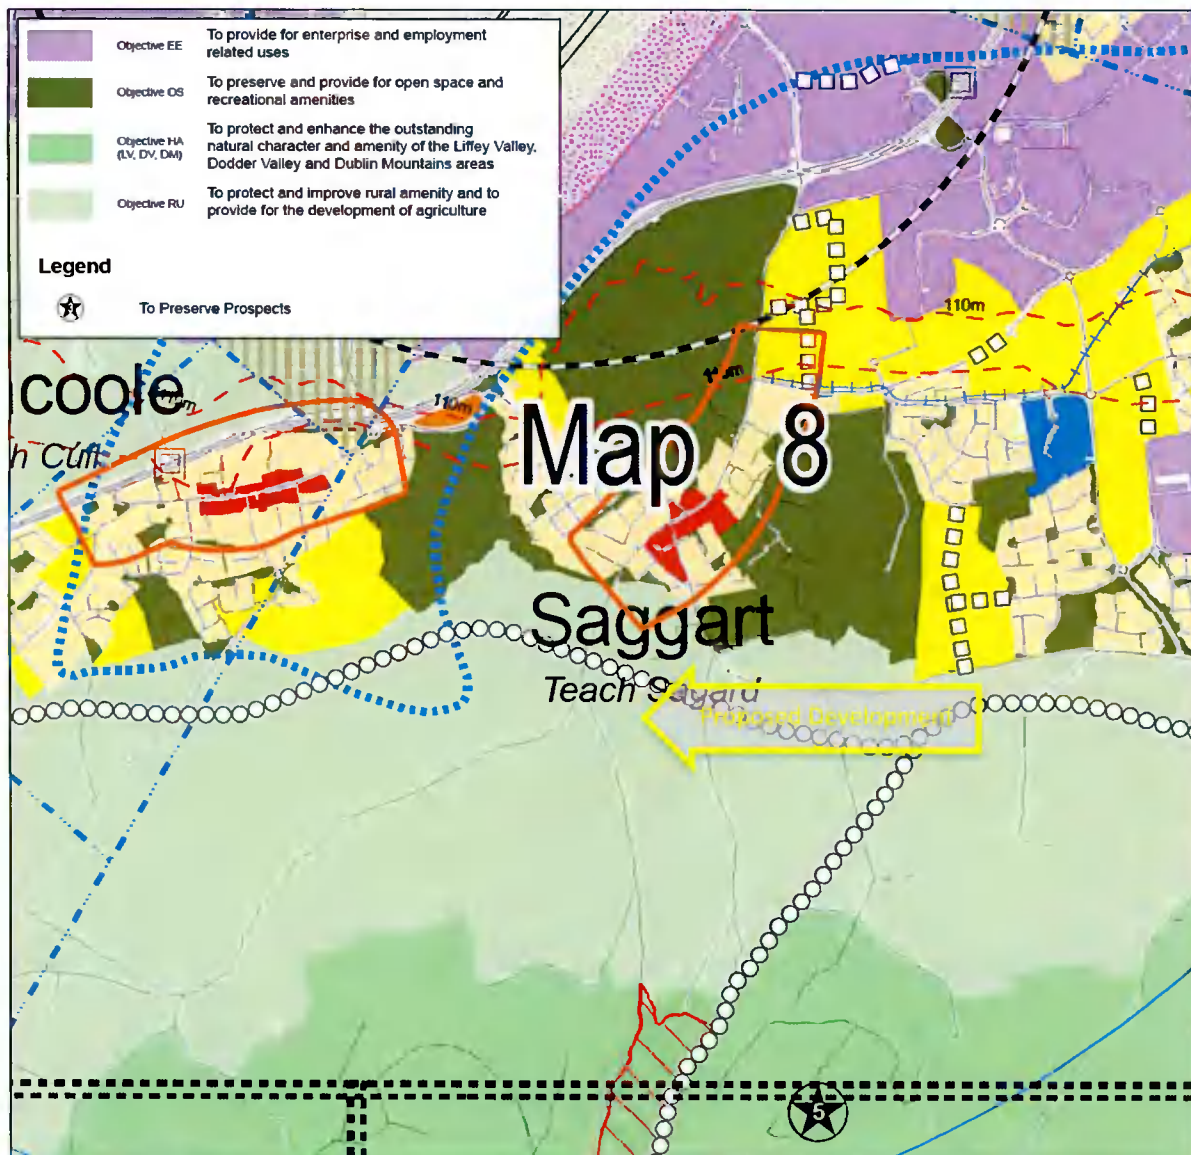 Objective EE
To provide for enterprise and employment
related uses
Objective OS
To preserve and provide for open space and
recreational amenities
Objective HA
(LV, DV, DM)
To protect and enhance the outstanding
natural character and amenity of the Liffey Valley,
Dodder Valley and Dublin Mountains areas
Objective RU
To protect and improve rural amenity and to
provide for the development of agriculture
Legend
To Preserve Prospects
110m
110m
coole
Map 8
Saggart
Teach Sagard
Proposed Development
5